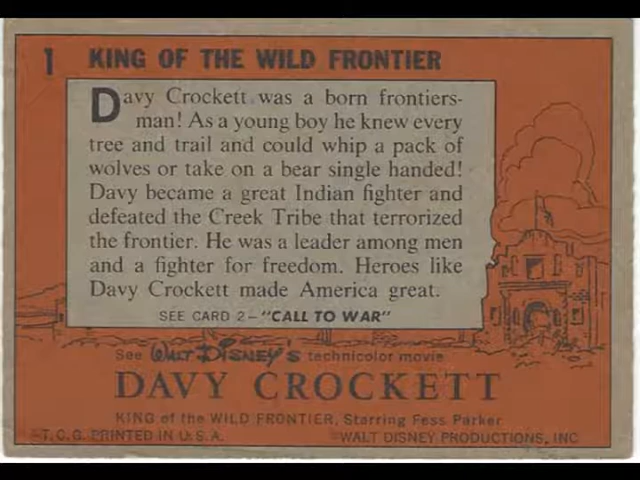 1 KING OF THE WILD FRONTIER
Davy Crockett was a born frontiers-
man! As a young boy he knew every
tree and trail and could whip a pack of
wolves or take on a bear single handed!
Davy became a great Indian fighter and
defeated the Creek Tribe that terrorized
the frontier. He was a leader among men
and a fighter for freedom. Heroes like
Davy Crockett made America great.
SEE CARD 2—"CALL TO WAR"
See WALT DISNEY'S technicolor movie
DAVY CROCKETT
KING of the WILD FRONTIER, Starring Fess Parker
©T.C.G. PRINTED IN U.S.A. ©WALT DISNEY PRODUCTIONS, INC